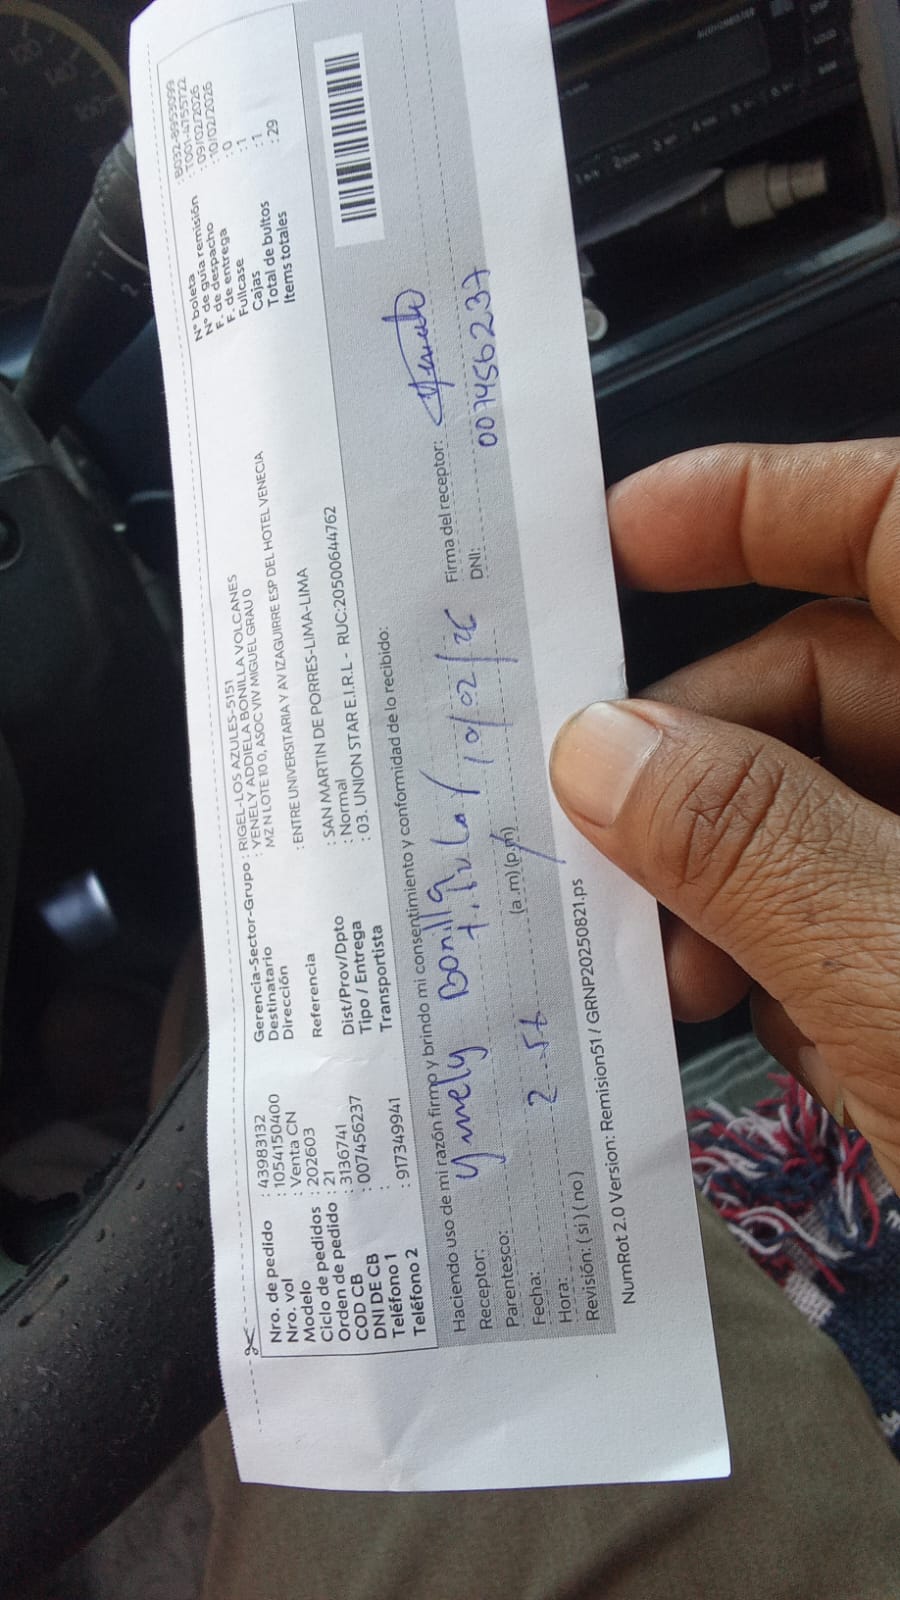 Nro. de pedido : 43983132
Nro. vol : 1054150400
Modelo : Venta CN
Ciclo de pedidos : 202603
Orden de pedido : 21
COD CB : 3136741
DNI DE CB : 007456237
Teléfono 1 :
Teléfono 2 : 917349941
Gerencia-Sector-Grupo : RIGEL-LOS AZULES-5151
Destinatario : YENELY ADDIELA BONILLA VOLCANES
Dirección MZ N LOTE 10 0, ASOC VIV MIGUEL GRAU 0
Referencia : ENTRE UNIVERSITARIA Y AV IZAGUIRRE ESP DEL HOTEL VENECIA
Dist/Prov/Dpto : SAN MARTIN DE PORRES-LIMA-LIMA
Tipo / Entrega : Normal
Transportista : 03. UNION STAR E.I.R.L - RUC:20500644762
N° boleta : B032-8955099
N° de guía remisión : T001-4755722
F. de despacho : 09/02/2026
F. de entrega : 10/02/2026
Fullcase : 0
Cajas : 1
Total de bultos : 1
Items totales : 29
Haciendo uso de mi razón firmo y brindo mi consentimiento y conformidad de lo recibido:
Receptor: Yenely Bonilla
Parentesco: titular
Fecha: 10/02/26
Hora: 2 56 (a .m) (p.m)
Revisión: ( si ) ( no )
Firma del receptor:
DNI: 007456237
NumRot 2.0 Version: Remision51 / GRNP20250821.ps